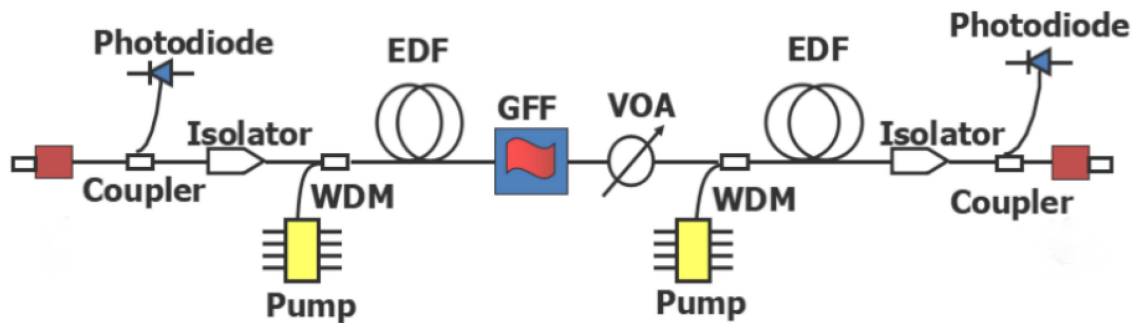 Photodiode
EDF
EDF
Photodiode
GFF
VOA
Isolator
Isolator
Coupler
WDM
WDM
Coupler
Pump
Pump